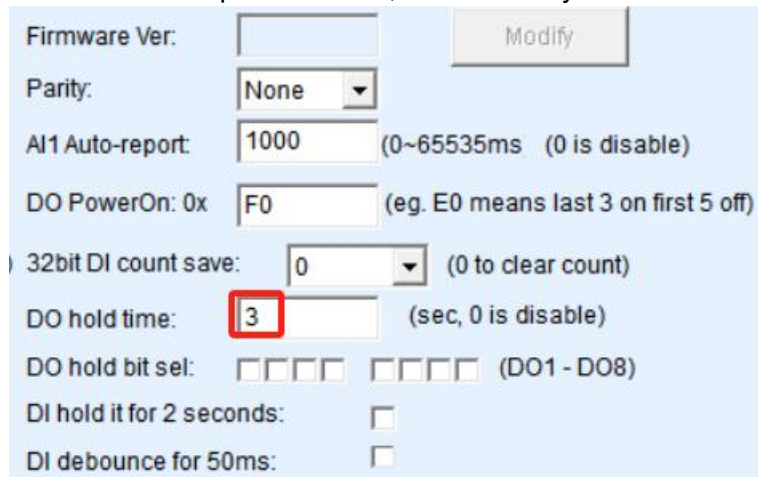 Firmware Ver: Modify
Parity: None
AI1 Auto-report: 1000 (0~65535ms (0 is disable)
DO PowerOn: 0x F0 (eg. E0 means last 3 on first 5 off)
) 32bit DI count save: 0 (0 to clear count)
DO hold time: 3 (sec, 0 is disable)
DO hold bit sel: (DO1 - DO8)
DI hold it for 2 seconds:
DI debounce for 50ms: